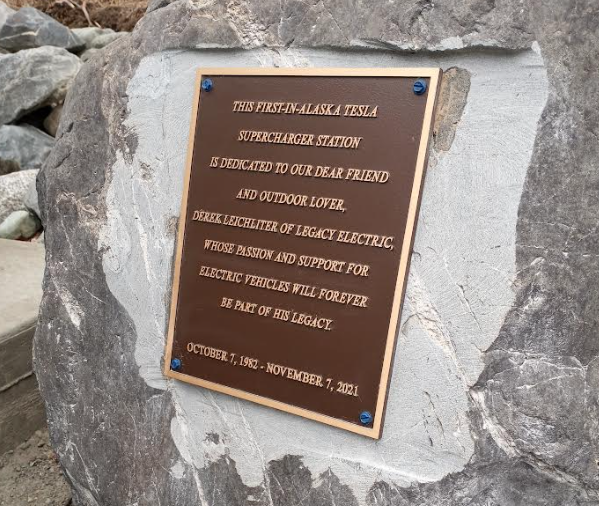 THIS FIRST-IN-ALASKA TESLA
SUPERCHARGER STATION
IS DEDICATED TO OUR DEAR FRIEND
AND OUTDOOR LOVER,
DEREK LEICHLITER OF LEGACY ELECTRIC,
WHOSE PASSION AND SUPPORT FOR
ELECTRIC VEHICLES WILL FOREVER
BE PART OF HIS LEGACY.
OCTOBER 7, 1982 - NOVEMBER 7, 2021